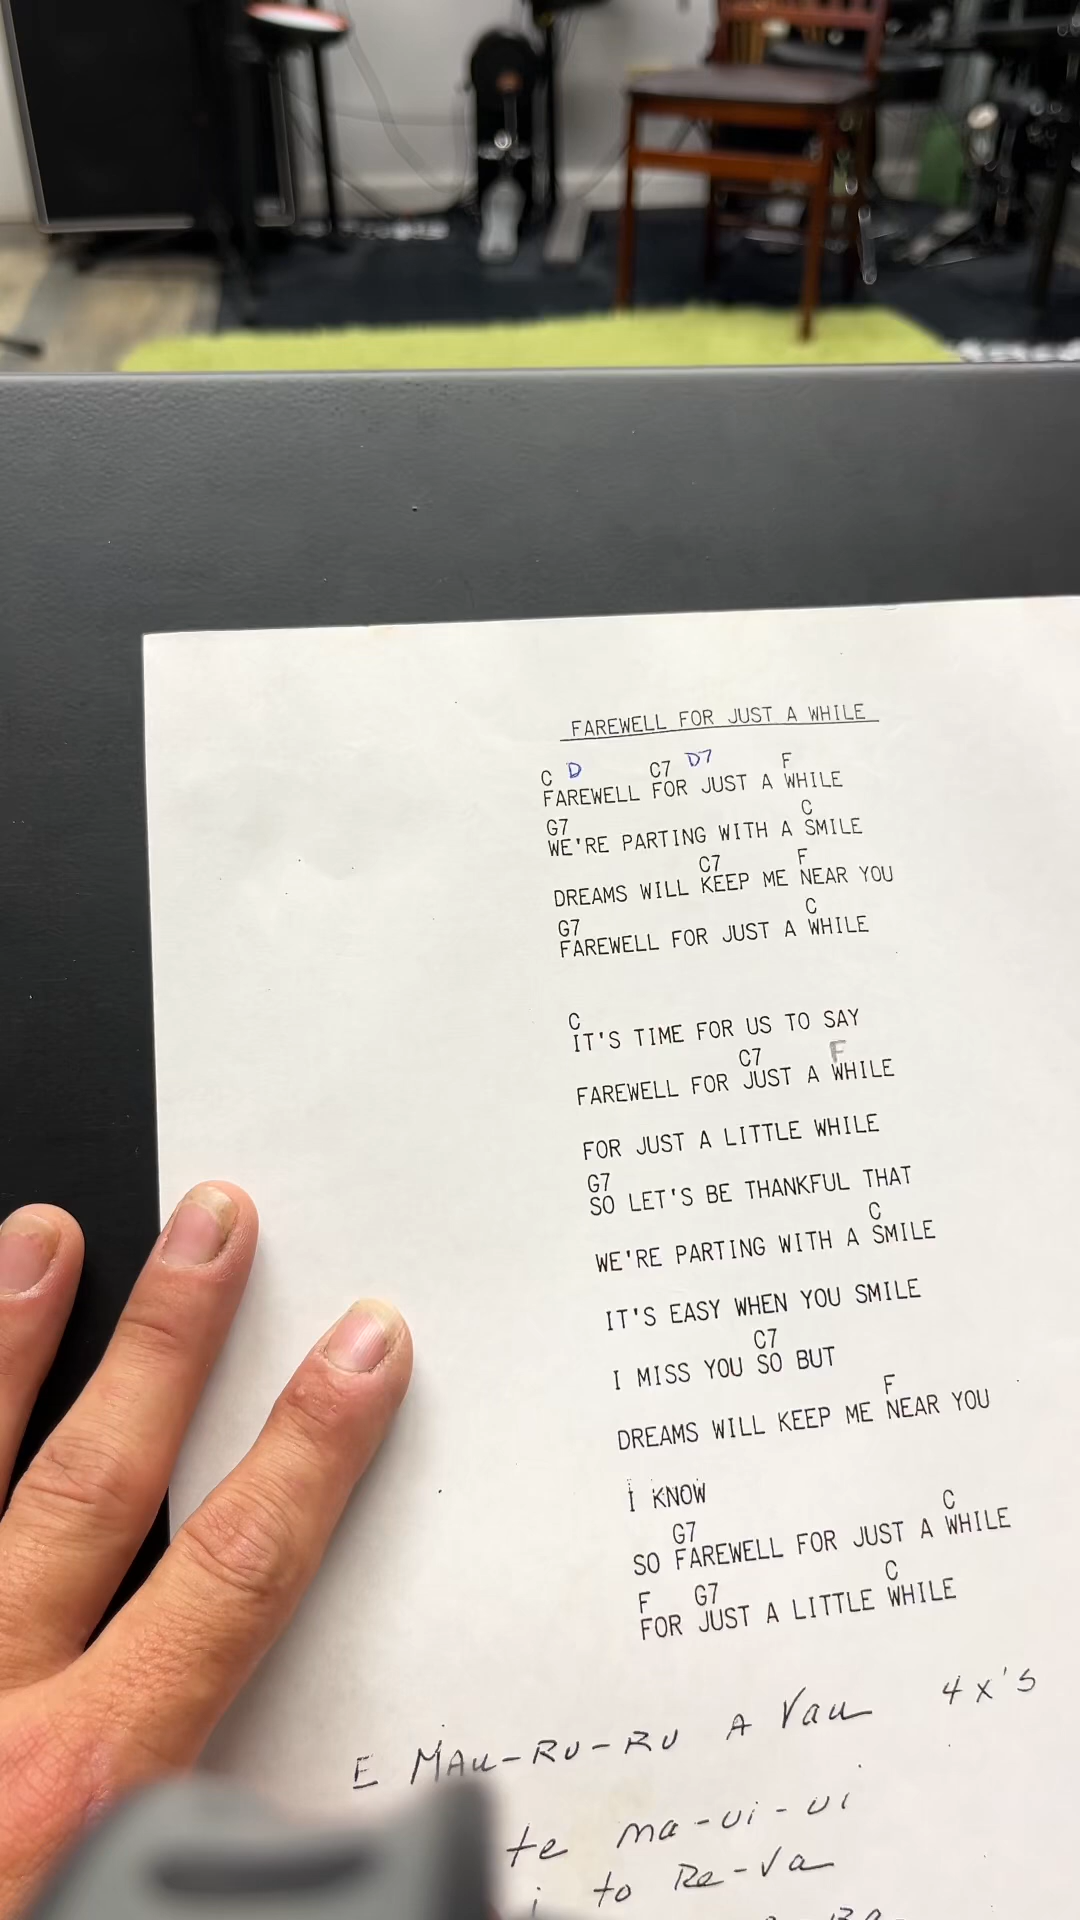 FAREWELL FOR JUST A WHILE
C D C7 D7 F
FAREWELL FOR JUST A WHILE
G7 C
WE'RE PARTING WITH A SMILE
C7 F
DREAMS WILL KEEP ME NEAR YOU
G7 C
FAREWELL FOR JUST A WHILE
C
IT'S TIME FOR US TO SAY
C7 F
FAREWELL FOR JUST A WHILE
FOR JUST A LITTLE WHILE
G7
SO LET'S BE THANKFUL THAT
C
WE'RE PARTING WITH A SMILE
IT'S EASY WHEN YOU SMILE
C7
I MISS YOU SO BUT
F
DREAMS WILL KEEP ME NEAR YOU
I KNOW
G7 C
SO FAREWELL FOR JUST A WHILE
F G7 C
FOR JUST A LITTLE WHILE
E MAu-RU-RU A Vau 4x's
te ma-ui-ui
to Re-va